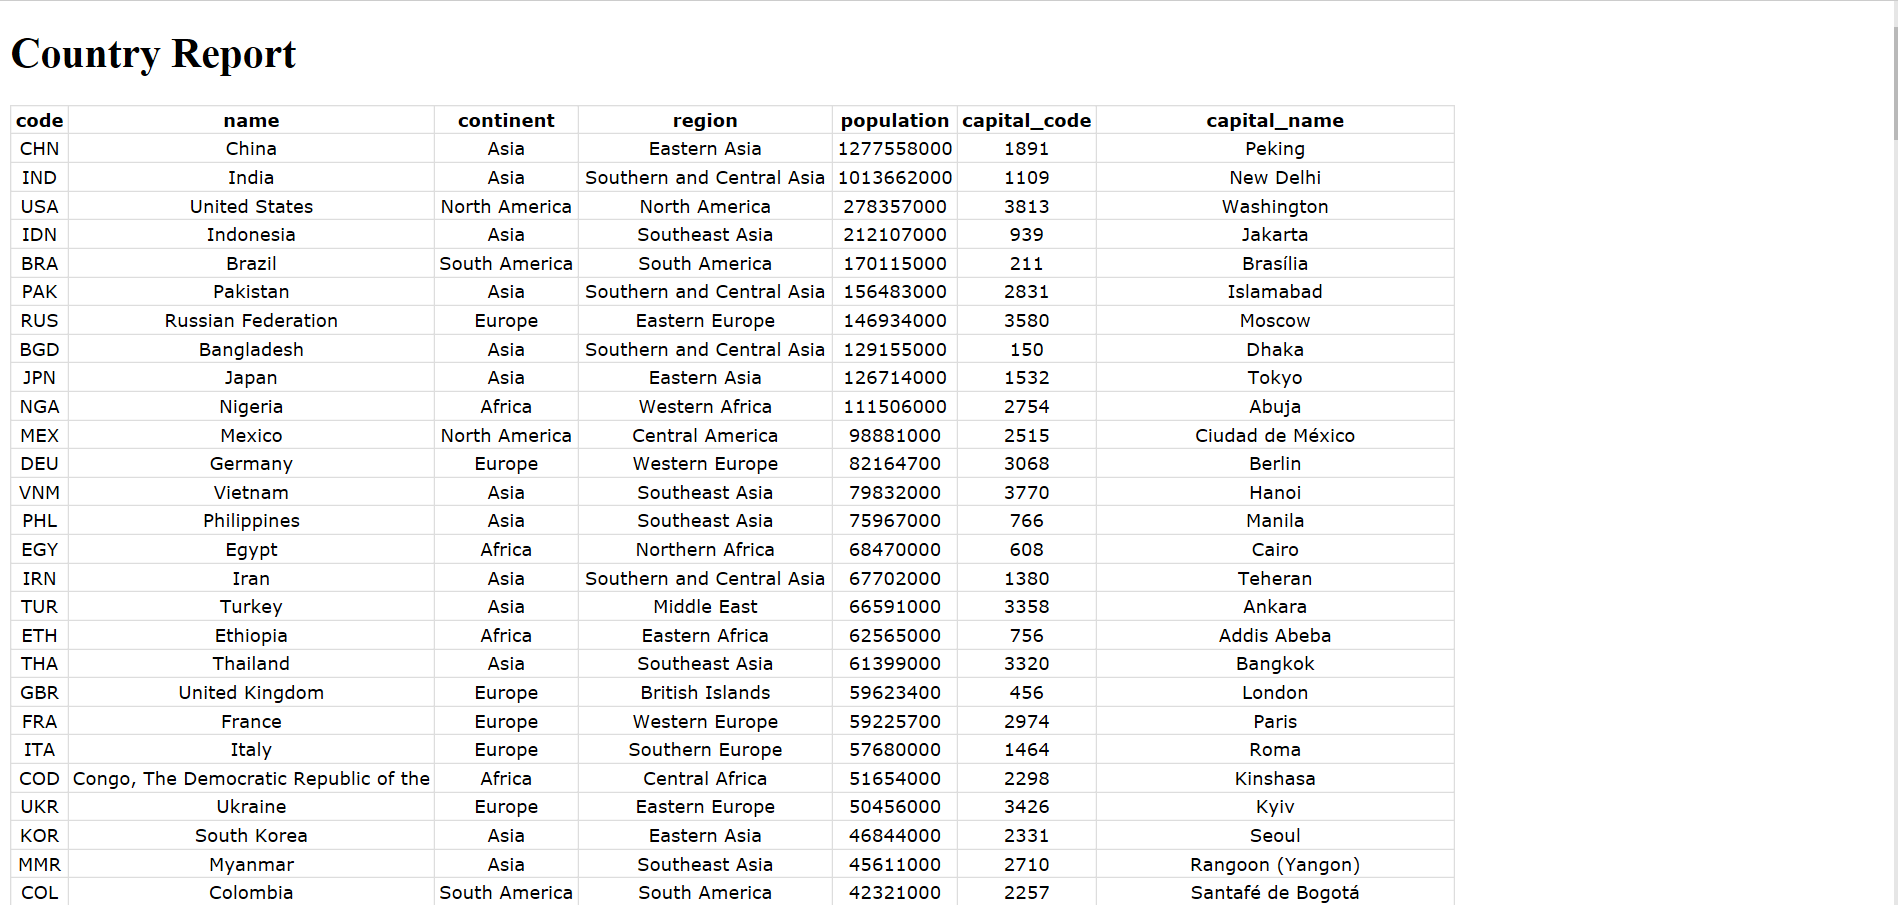 Country Report
code name continent region population capital_code capital_name
CHN China Asia Eastern Asia 1277558000 1891 Peking
IND India Asia Southern and Central Asia 1013662000 1109 New Delhi
USA United States North America North America 278357000 3813 Washington
IDN Indonesia Asia Southeast Asia 212107000 939 Jakarta
BRA Brazil South America South America 170115000 211 Brasília
PAK Pakistan Asia Southern and Central Asia 156483000 2831 Islamabad
RUS Russian Federation Europe Eastern Europe 146934000 3580 Moscow
BGD Bangladesh Asia Southern and Central Asia 129155000 150 Dhaka
JPN Japan Asia Eastern Asia 126714000 1532 Tokyo
NGA Nigeria Africa Western Africa 111506000 2754 Abuja
MEX Mexico North America Central America 98881000 2515 Ciudad de México
DEU Germany Europe Western Europe 82164700 3068 Berlin
VNM Vietnam Asia Southeast Asia 79832000 3770 Hanoi
PHL Philippines Asia Southeast Asia 75967000 766 Manila
EGY Egypt Africa Northern Africa 68470000 608 Cairo
IRN Iran Asia Southern and Central Asia 67702000 1380 Teheran
TUR Turkey Asia Middle East 66591000 3358 Ankara
ETH Ethiopia Africa Eastern Africa 62565000 756 Addis Abeba
THA Thailand Asia Southeast Asia 61399000 3320 Bangkok
GBR United Kingdom Europe British Islands 59623400 456 London
FRA France Europe Western Europe 59225700 2974 Paris
ITA Italy Europe Southern Europe 57680000 1464 Roma
COD Congo, The Democratic Republic of the Africa Central Africa 51654000 2298 Kinshasa
UKR Ukraine Europe Eastern Europe 50456000 3426 Kyiv
KOR South Korea Asia Eastern Asia 46844000 2331 Seoul
MMR Myanmar Asia Southeast Asia 45611000 2710 Rangoon (Yangon)
COL Colombia South America South America 42321000 2257 Santafé de Bogotá